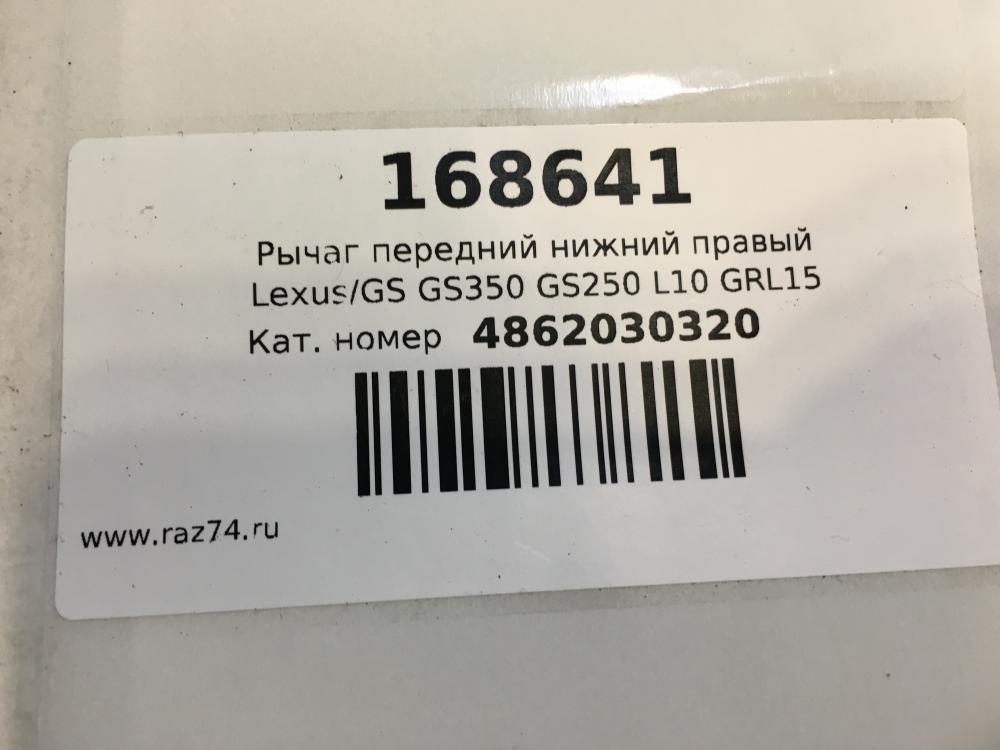 168641
Рычаг передний нижний правый
Lexus/GS GS350 GS250 L10 GRL15
Кат. номер 4862030320
www.raz74.ru